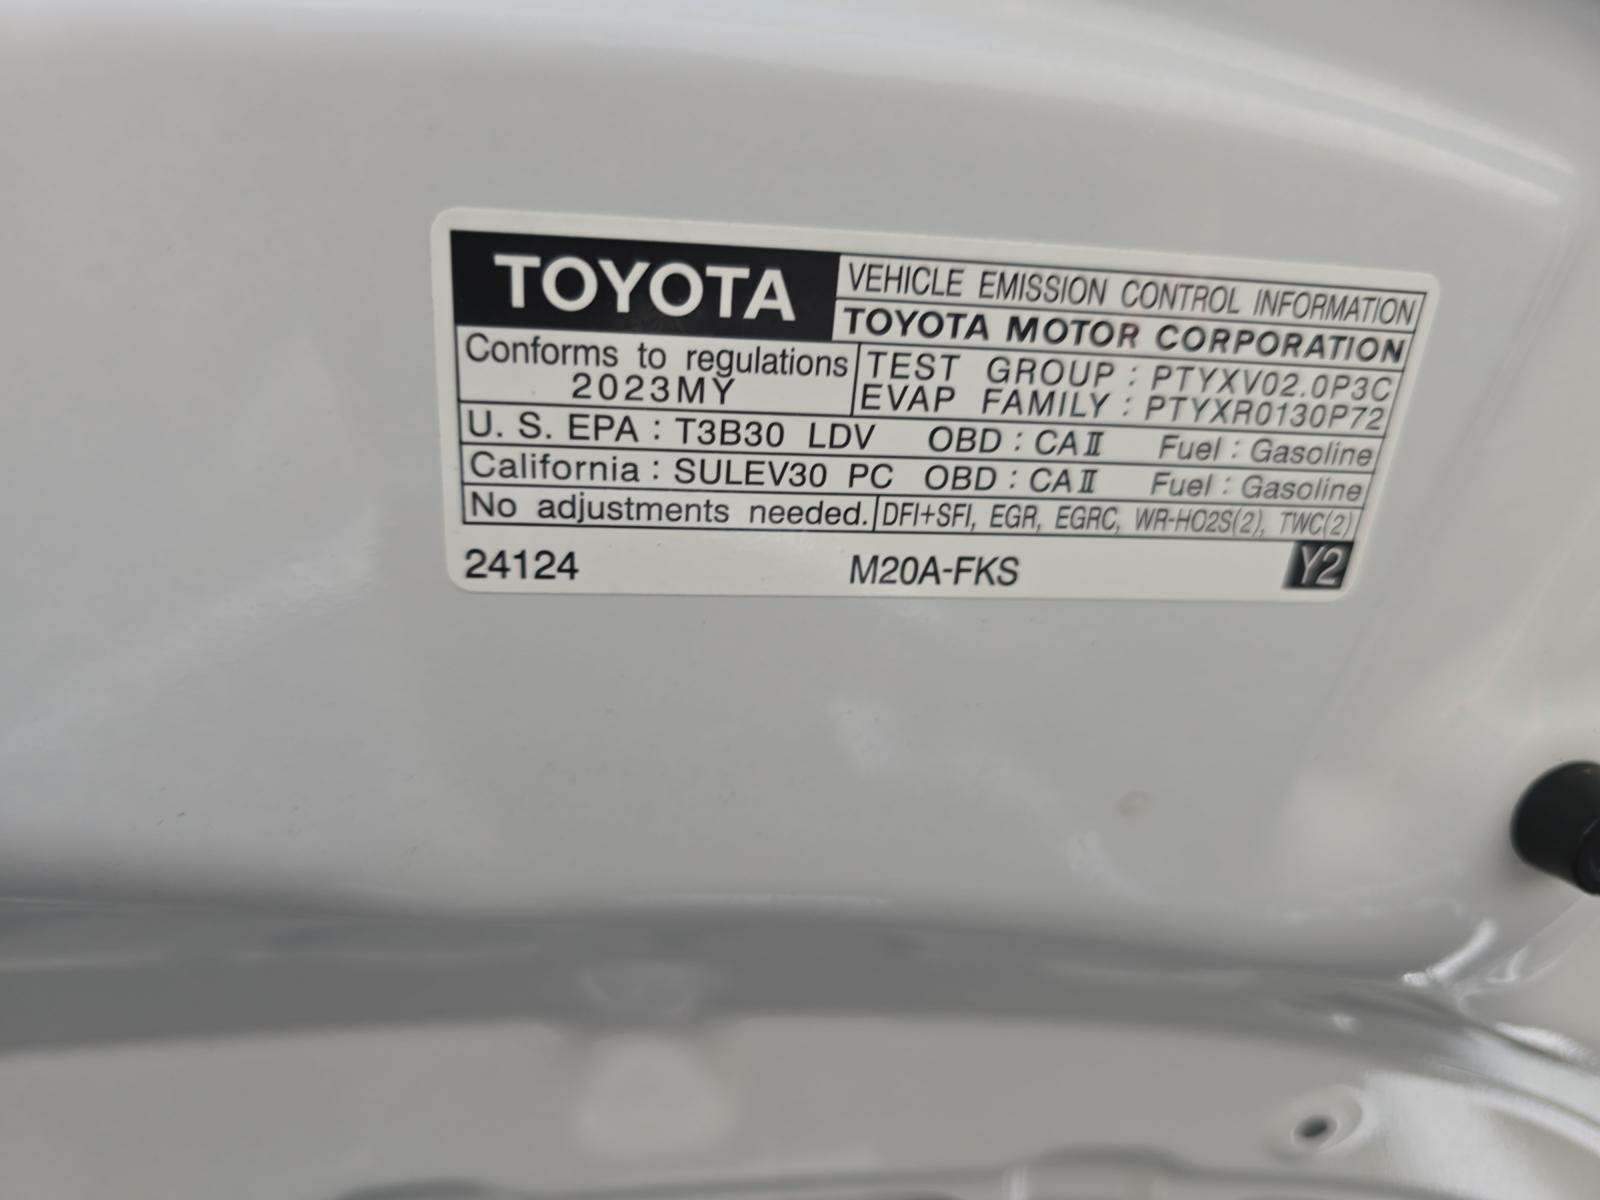 TOYOTA
VEHICLE EMISSION CONTROL INFORMATION
TOYOTA MOTOR CORPORATION
Conforms to regulations
2023MY
TEST GROUP : PTYXV02.0P3C
EVAP FAMILY : PTYXR0130P72
U. S. EPA : T3B30 LDV OBD : CAⅡ Fuel : Gasoline
California : SULEV30 PC OBD : CAⅡ Fuel : Gasoline
No adjustments needed. DFI+SFI, EGR, EGRC, WR-HO2S(2), TWC(2)
24124 M20A-FKS Y2